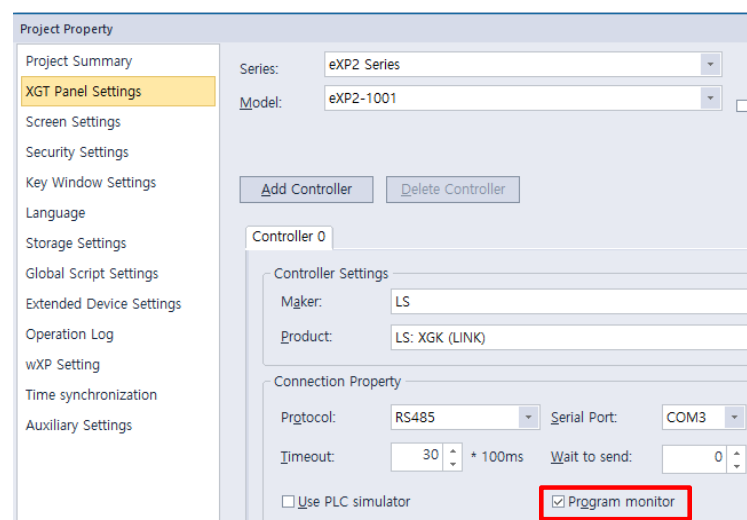 Project Property
Project Summary
XGT Panel Settings
Screen Settings
Security Settings
Key Window Settings
Language
Storage Settings
Global Script Settings
Extended Device Settings
Operation Log
wXP Setting
Time synchronization
Auxiliary Settings
Series: eXP2 Series
Model: eXP2-1001
Add Controller Delete Controller
Controller 0
Controller Settings
Maker: LS
Product: LS: XGK (LINK)
Connection Property
Protocol: RS485 Serial Port: COM3
Timeout: 30 * 100ms Wait to send: 0
Use PLC simulator Program monitor